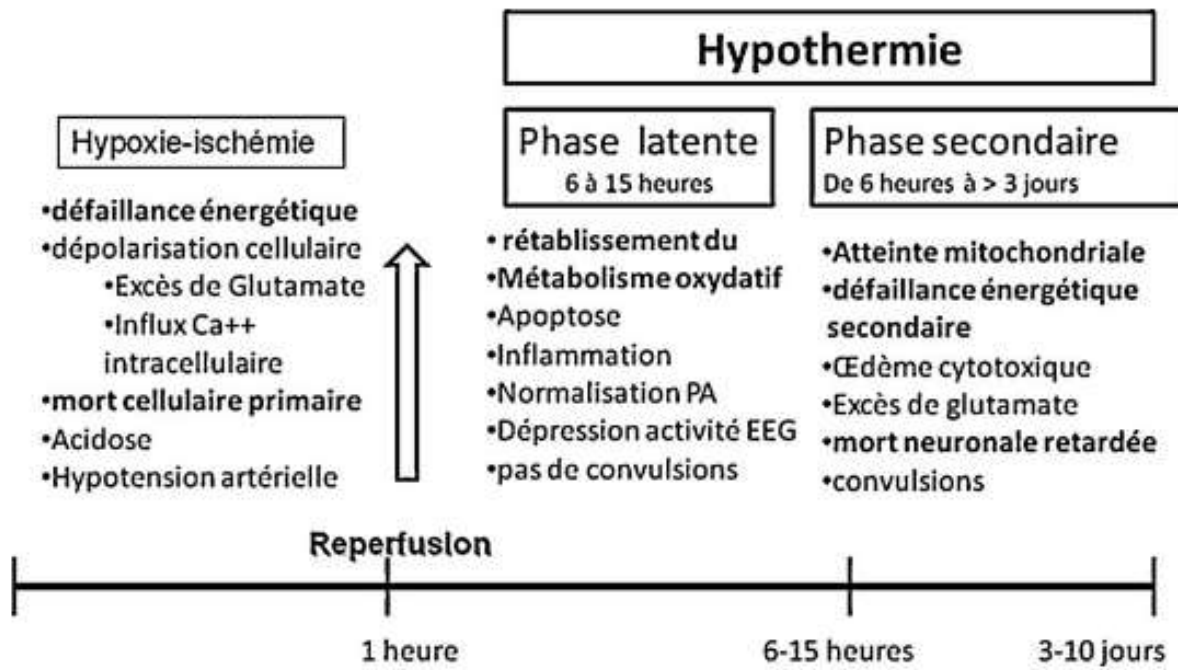 Hypothermie
Hypoxie-ischémie
•défaillance énergétique
•dépolarisation cellulaire
•Excès de Glutamate
•Influx Ca++
intracellulaire
•mort cellulaire primaire
•Acidose
•Hypotension artérielle
Phase latente
6 à 15 heures
• rétablissement du
•Métabolisme oxydatif
•Apoptose
•Inflammation
•Normalisation PA
•Dépression activité EEG
•pas de convulsions
Phase secondaire
De 6 heures à > 3 jours
•Atteinte mitochondriale
•défaillance énergétique
secondaire
•Œdème cytotoxique
•Excès de glutamate
•mort neuronale retardée
•convulsions
Reperfusion
1 heure
6-15 heures
3-10 jours